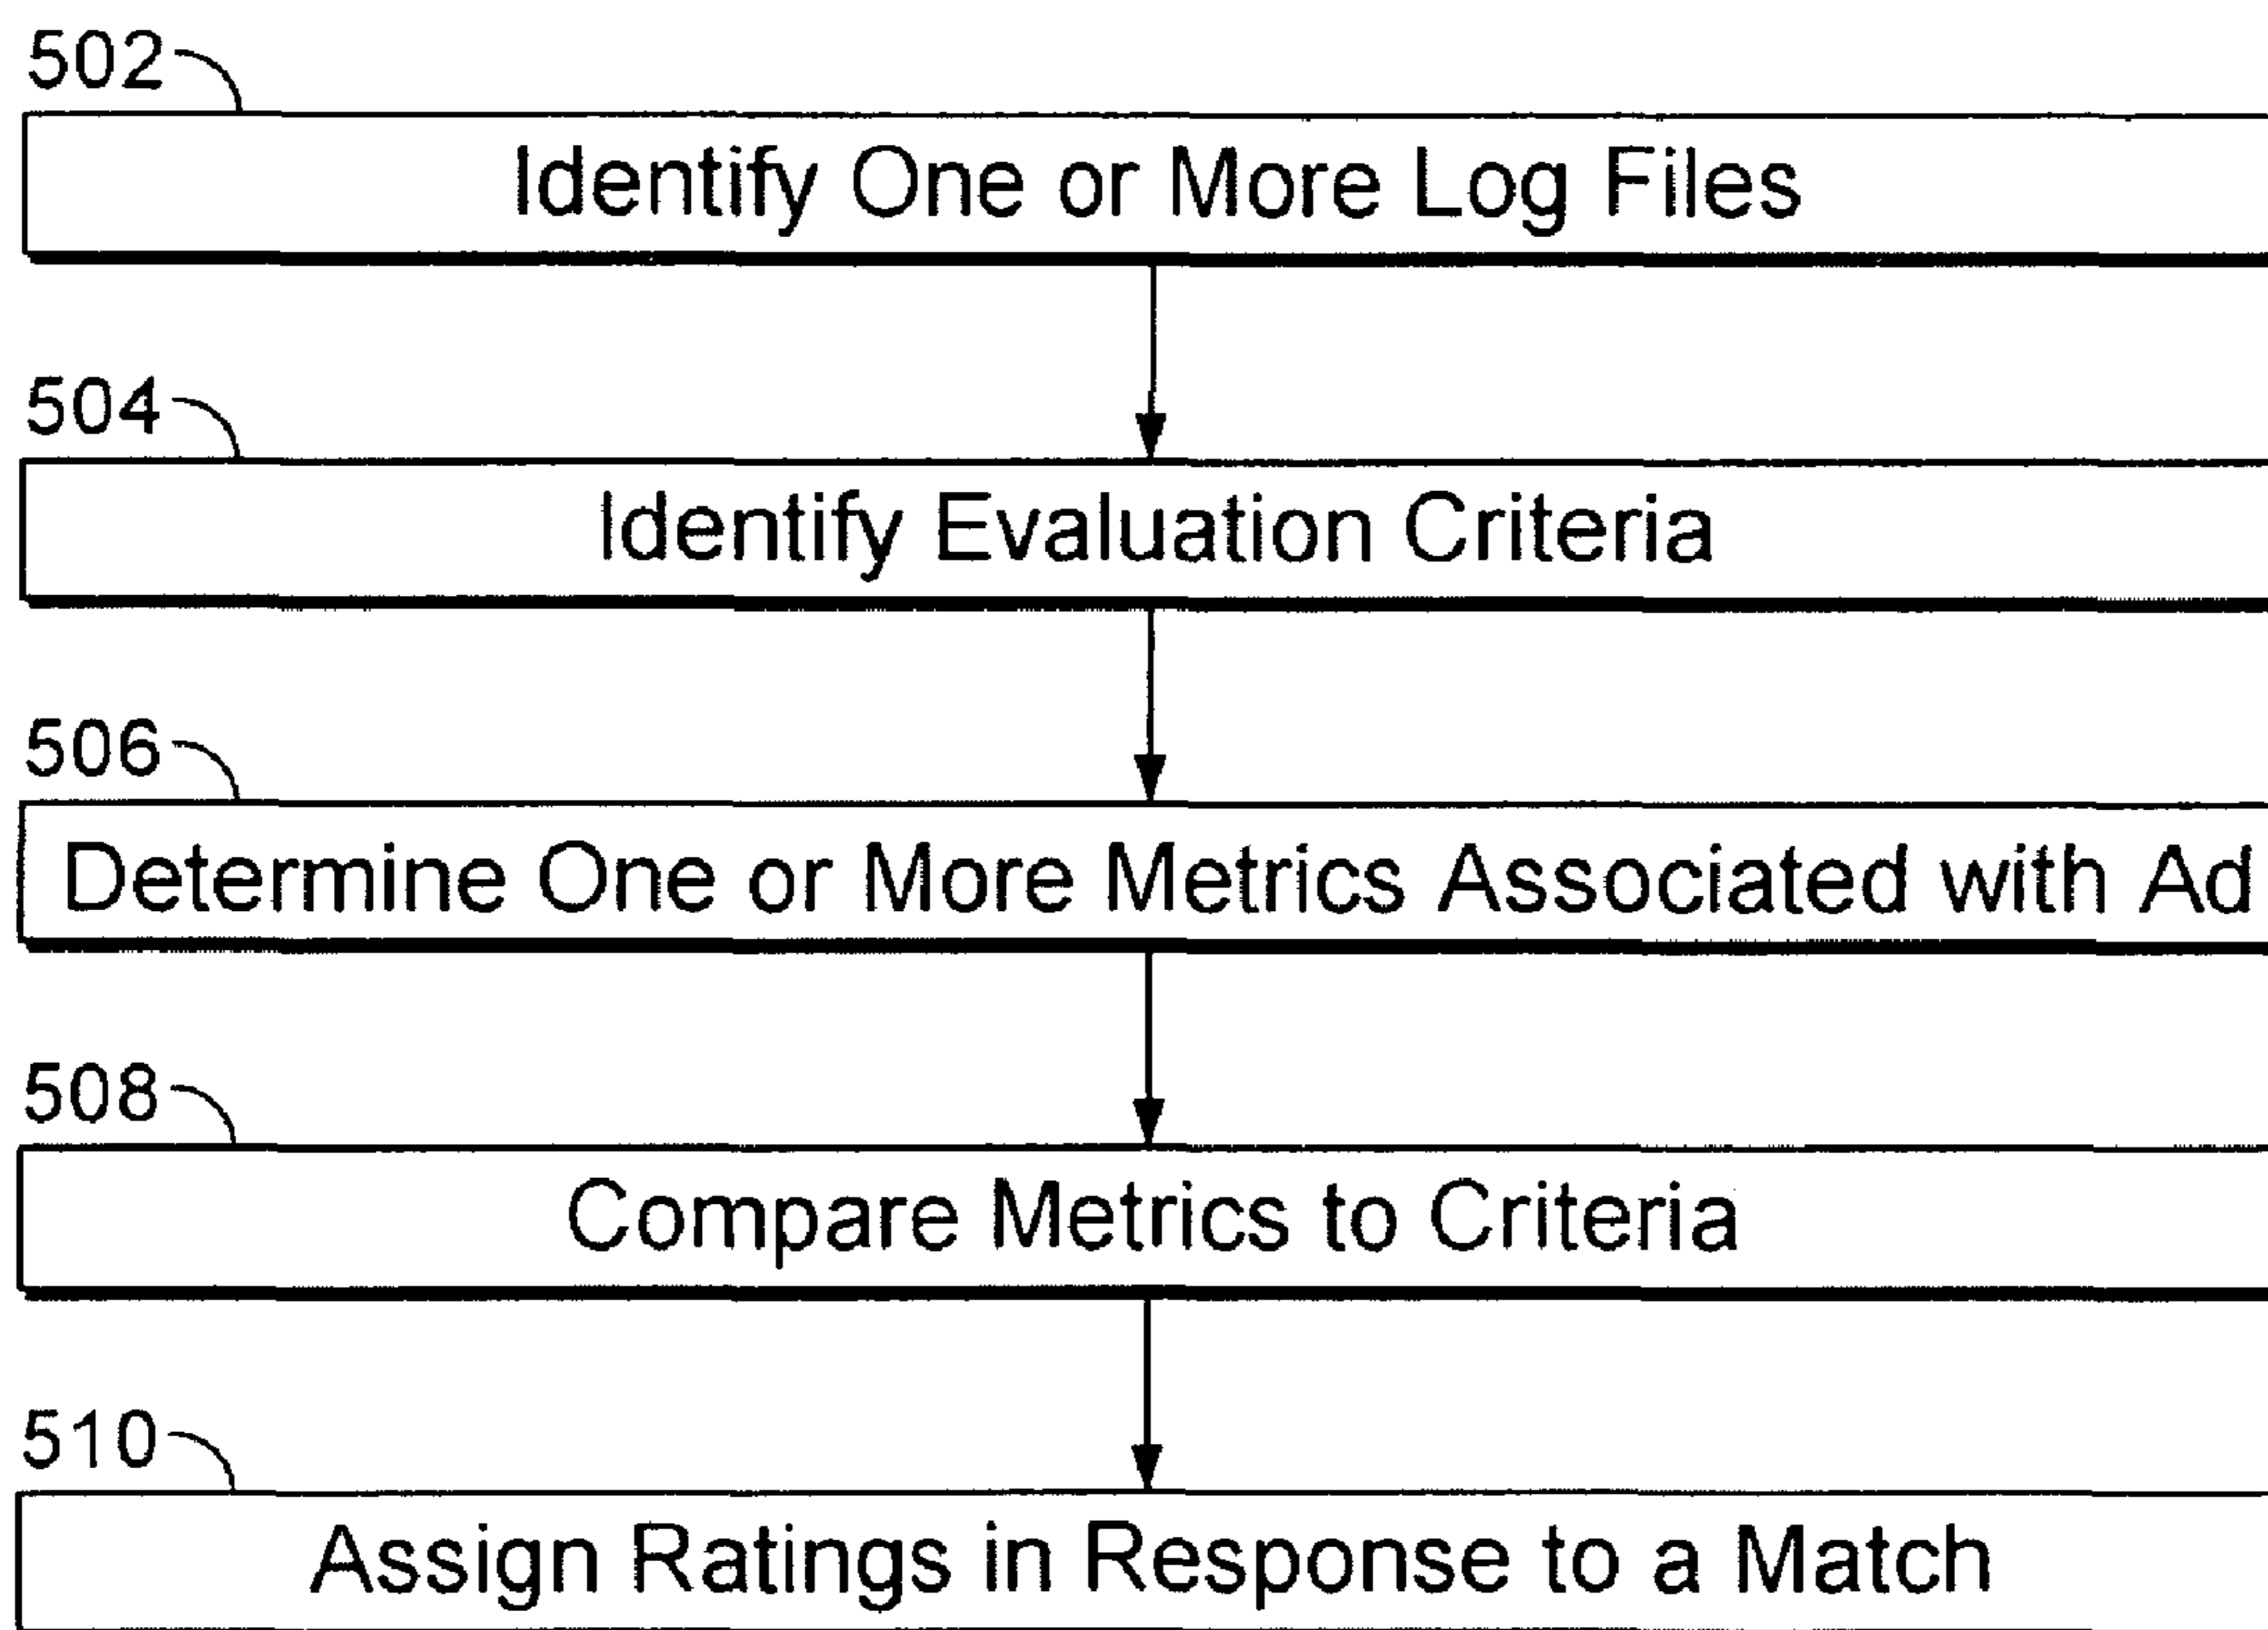 502
Identify One or More Log Files
504
Identify Evaluation Criteria
506
Determine One or More Metrics Associated with Ad
508
Compare Metrics to Criteria
510
Assign Ratings in Response to a Match